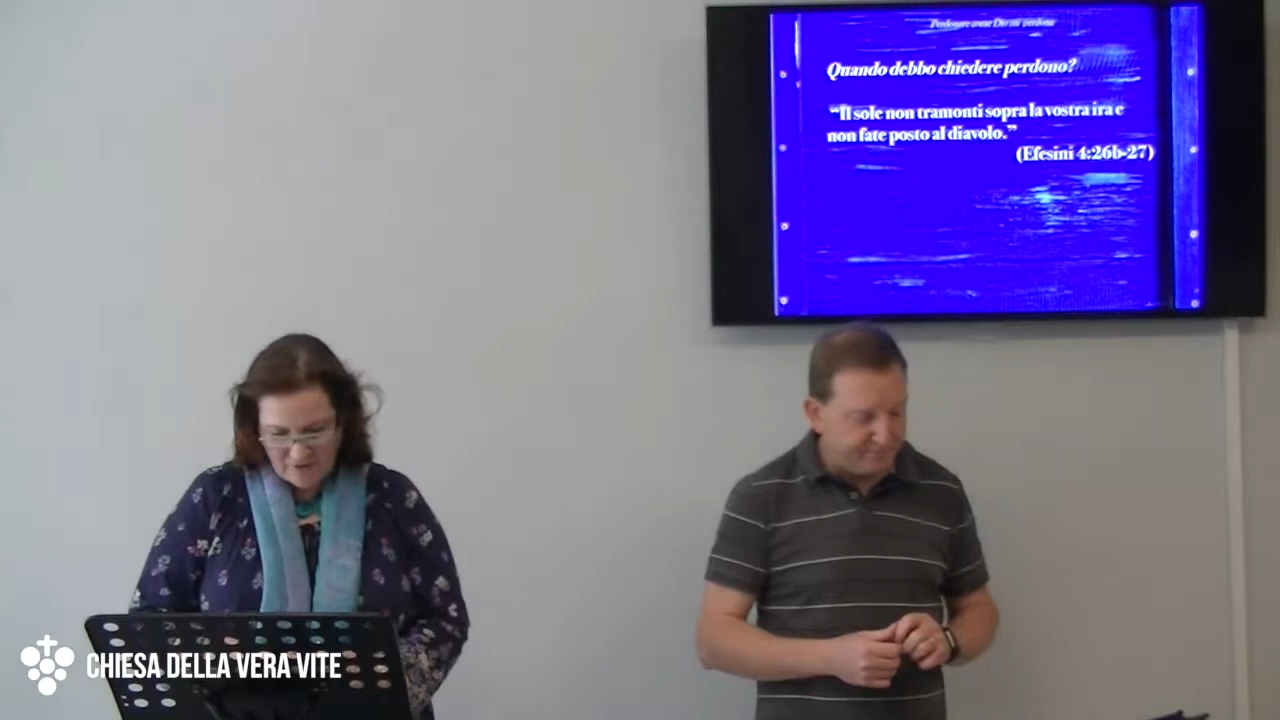 Perdonare come Dio mi perdona
Quando debbo chiedere perdono?
“Il sole non tramonti sopra la vostra ira e
non fate posto al diavolo.”
(Efesini 4:26b-27)
CHIESA DELLA VERA VITE